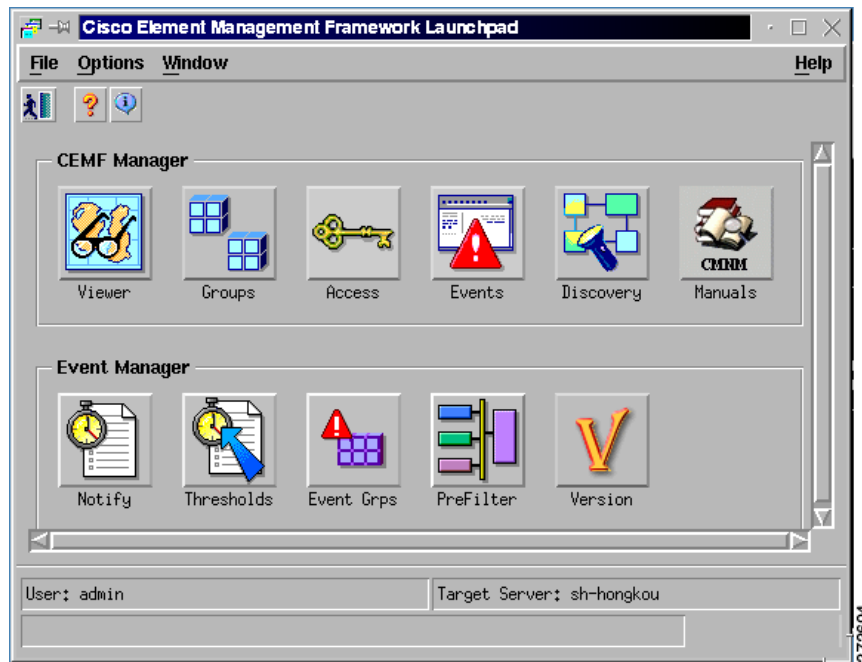 Cisco Element Management Framework Launchpad
File Options Window Help
CEMF Manager
CMNM
Viewer Groups Access Events Discovery Manuals
Event Manager
V
Notify Thresholds Event Grps PreFilter Version
User: admin Target Server: sh-hongkou